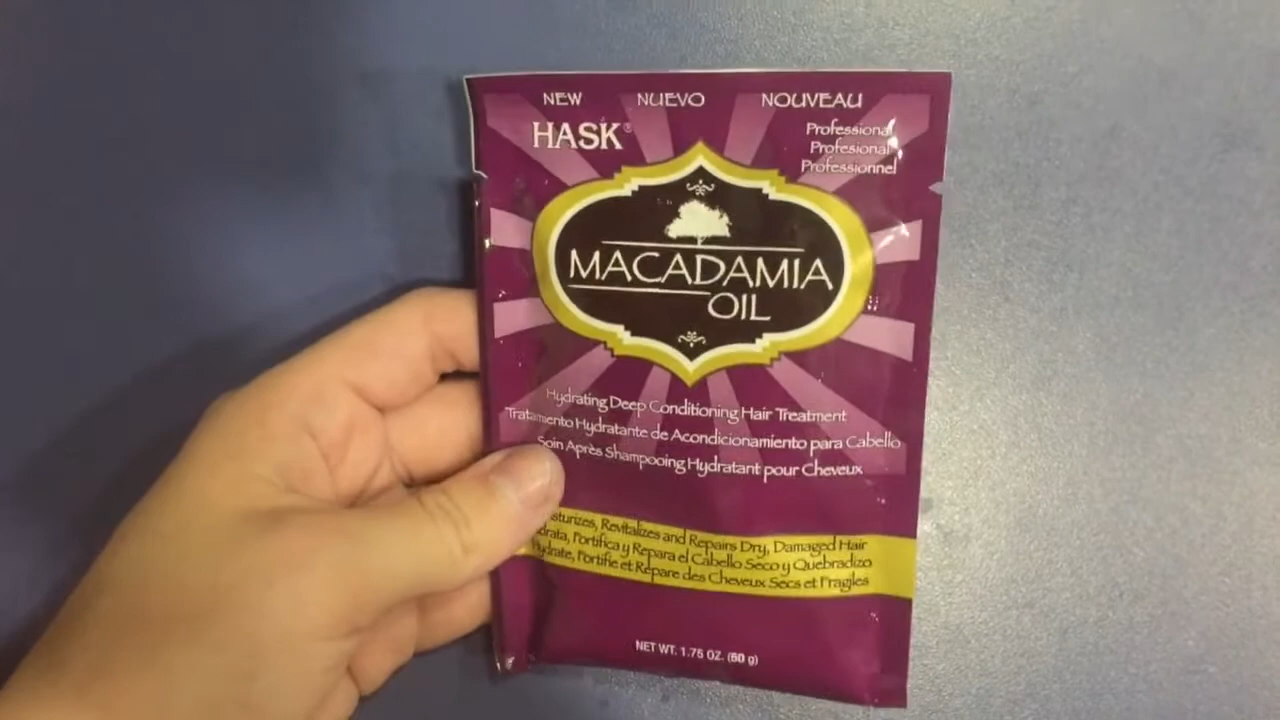 NEW NUEVO NOUVEAU
HASK®
Professional
Profesional
Professionnel
MACADAMIA
OIL
Hydrating Deep Conditioning Hair Treatment
Tratamiento Hydratante de Acondicionamiento para Cabello
Soin Après Shampooing Hydratant pour Cheveux
Revitalizes and Repairs Dry, Damaged Hair
Fortifica y Repara el Cabello Seco y Quebradizo
Fortifie et Répare des Cheveux Secs et Fragiles
NET WT. 1.75 OZ. (50 g)